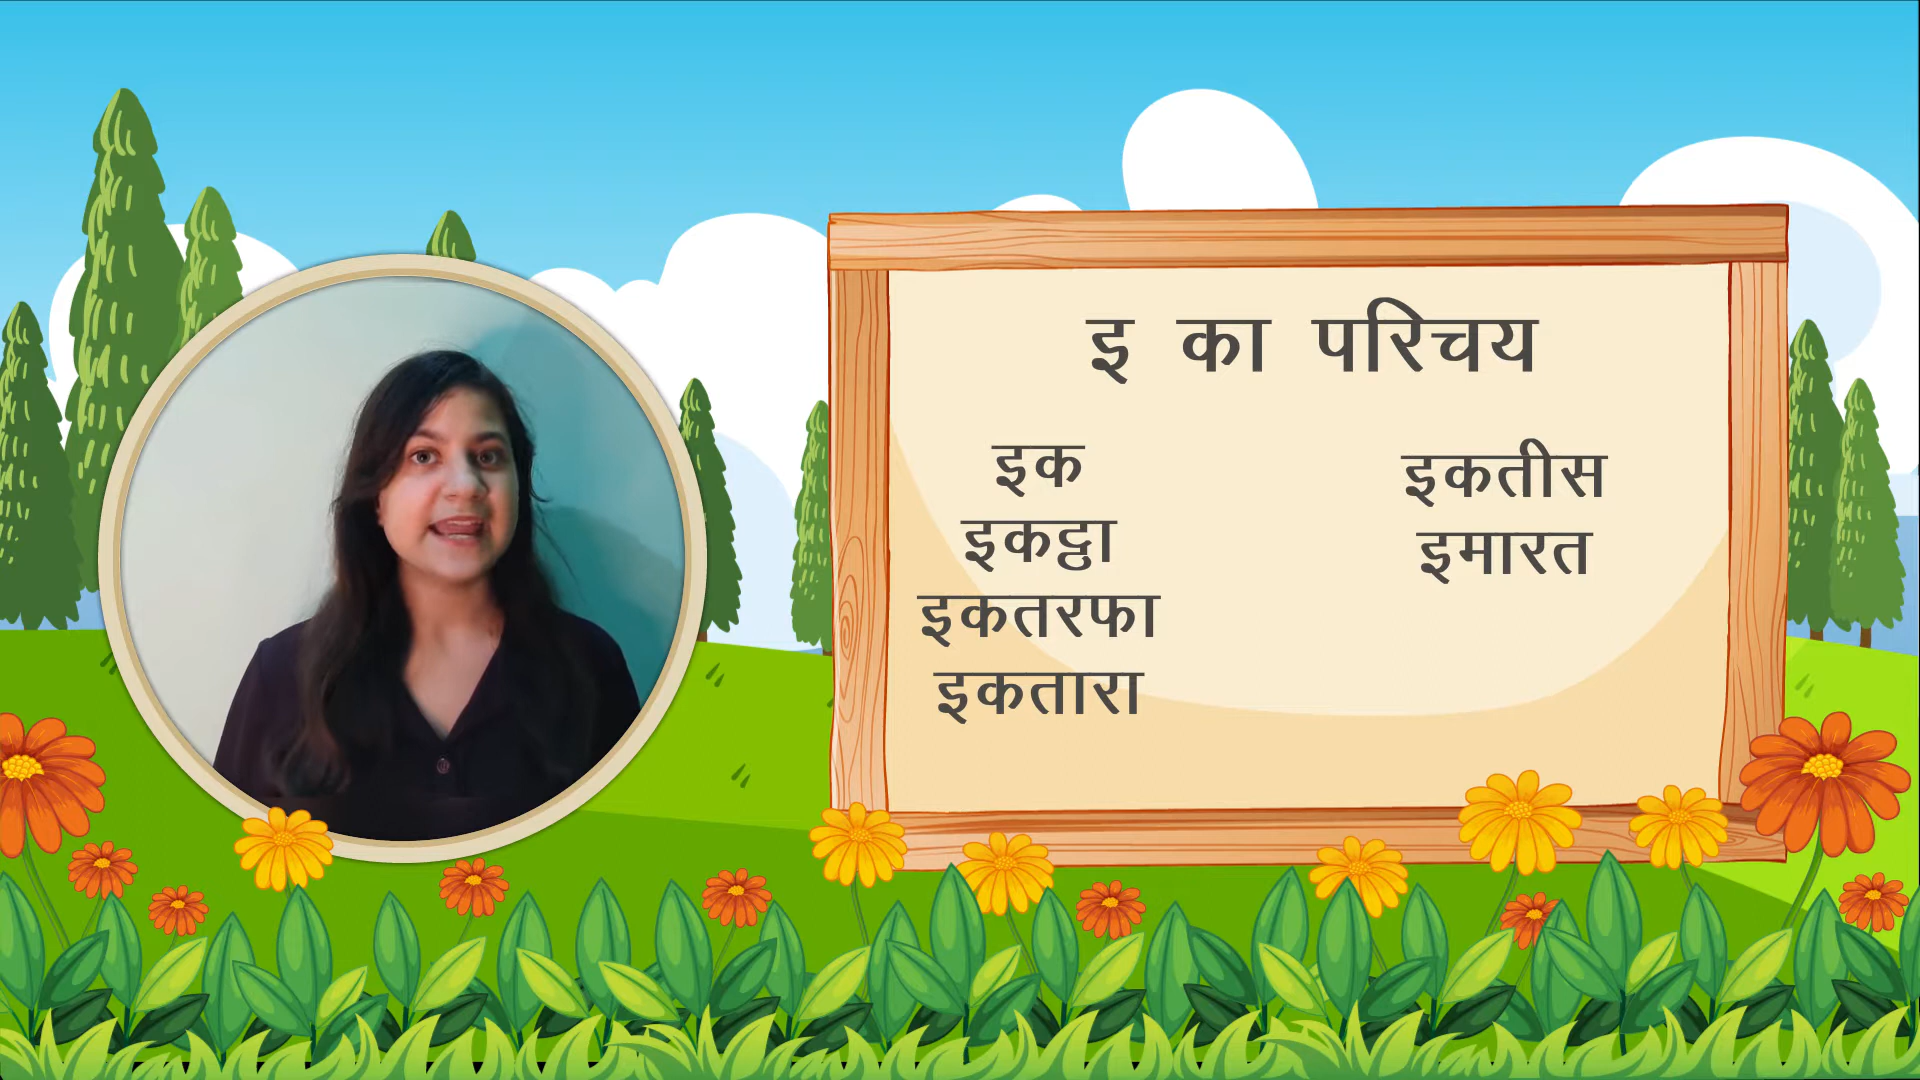 इ का परिचय
इक
इकट्ठा
इकतरफा
इकतारा
इकतीस
इमारत